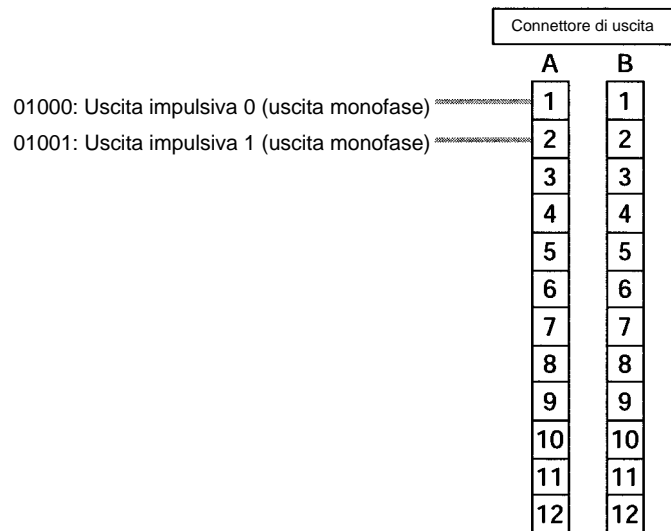 Connettore di uscita
A B
01000: Uscita impulsiva 0 (uscita monofase) 1 1
01001: Uscita impulsiva 1 (uscita monofase) 2 2
3 3
4 4
5 5
6 6
7 7
8 8
9 9
10 10
11 11
12 12